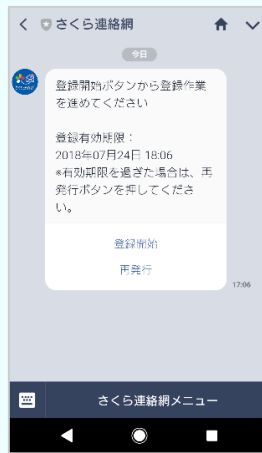 さくら連絡網
今日
登録開始ボタンから登録作業
を進めてください
登録有効期限：
2018年07月24日 18:06
*有効期限を過ぎた場合は、再
発行ボタンを押してくださ
い。
登録開始
再発行
17:06
さくら連絡網メニュー